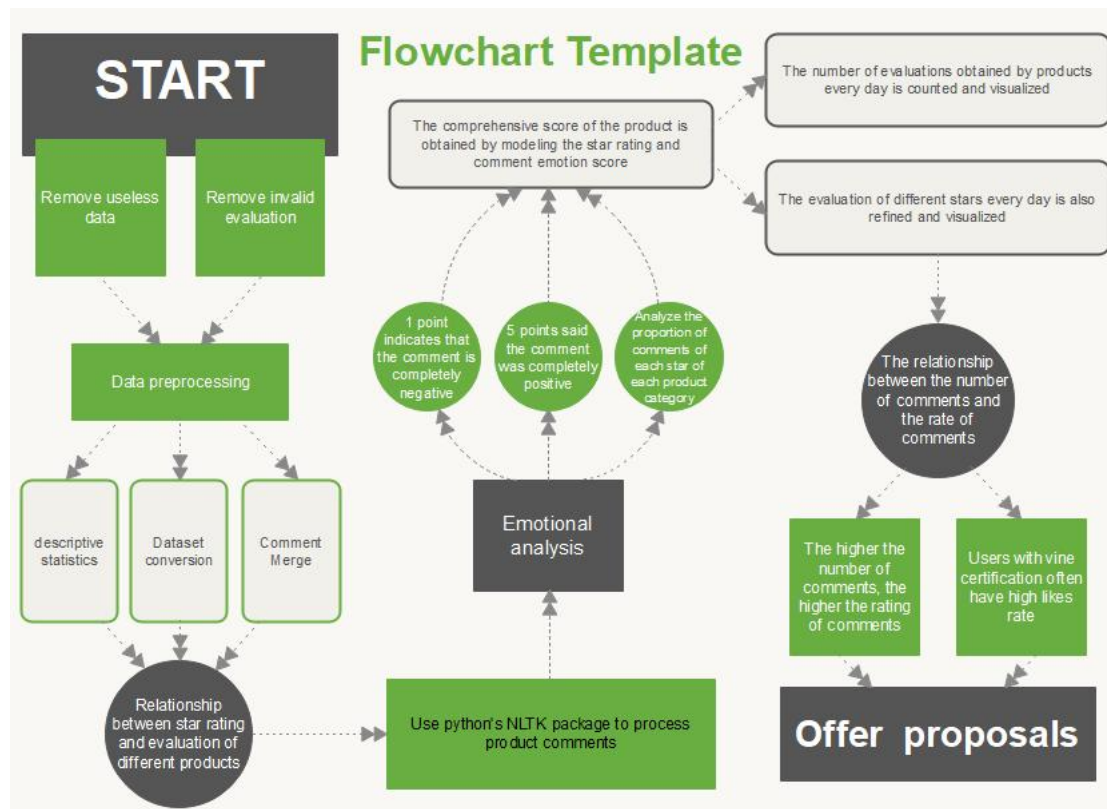 START
Flowchart Template
Remove useless
data
Remove invalid
evaluation
Data preprocessing
descriptive
statistics
Dataset
conversion
Comment
Merge
Relationship
between star rating
and evaluation of
different products
Use python's NLTK package to process
product comments
Emotional
analysis
1 point
indicates that
the comment is
completely
negative
5 points said
the comment
was completely
positive
Analyze the
proportion of
comments of
each star of
each product
category
The comprehensive score of the product is
obtained by modeling the star rating and
comment emotion score
The number of evaluations obtained by products
every day is counted and visualized
The evaluation of different stars every day is also
refined and visualized
The relationship
between the number
of comments and
the rate of
comments
The higher the
number of
comments, the
higher the rating
of comments
Users with vine
certification often
have high likes
rate
Offer proposals